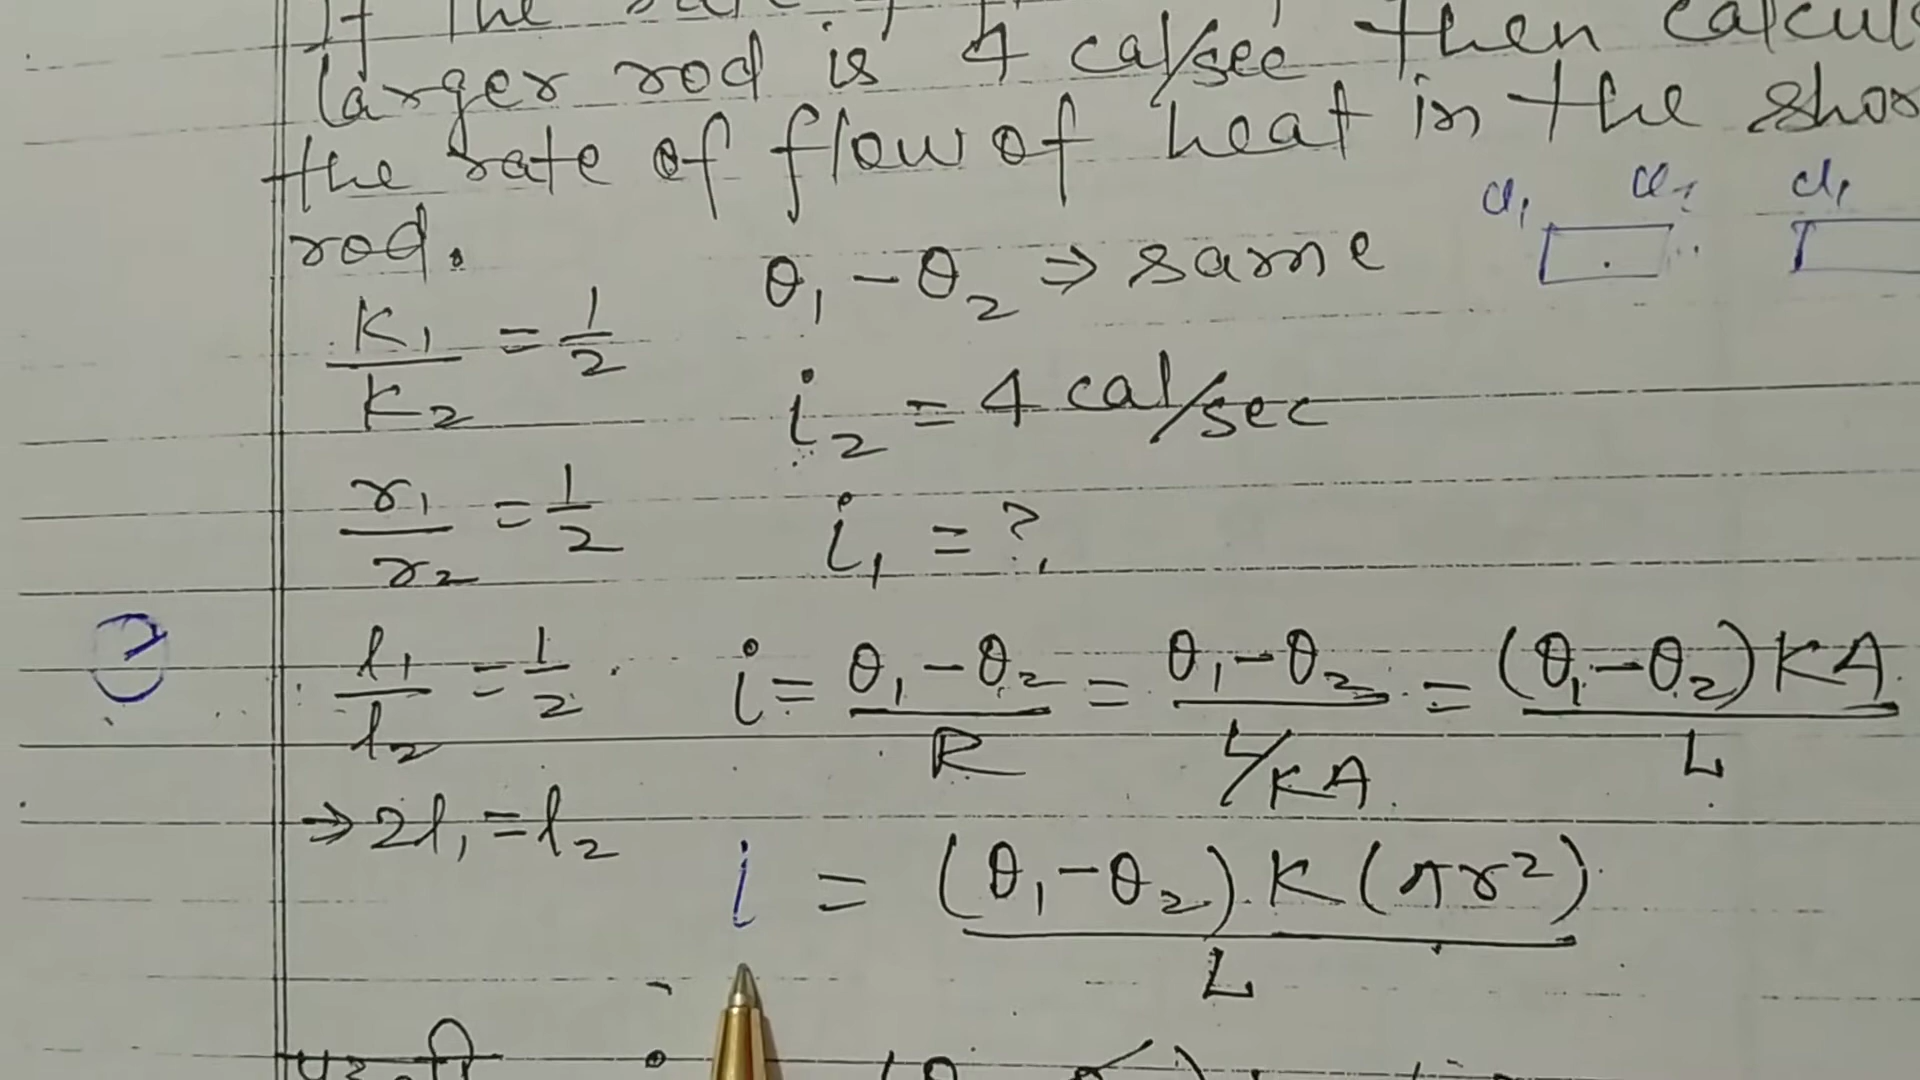 If the
larger rod is 4 cal/sec then calcul
the rate of flow of heat in the shor
rod.
θ₁ - θ₂ ⇒ same
K₁/K₂ = 1/2
i₂ = 4 cal/sec
r₁/r₂ = 1/2
i₁ = ?
l₁/l₂ = 1/2
i = θ₁-θ₂/R = θ₁-θ₂/L/KA = (θ₁-θ₂)KA/L
⇒ 2l₁ = l₂
i = (θ₁-θ₂) K(πr²)/L